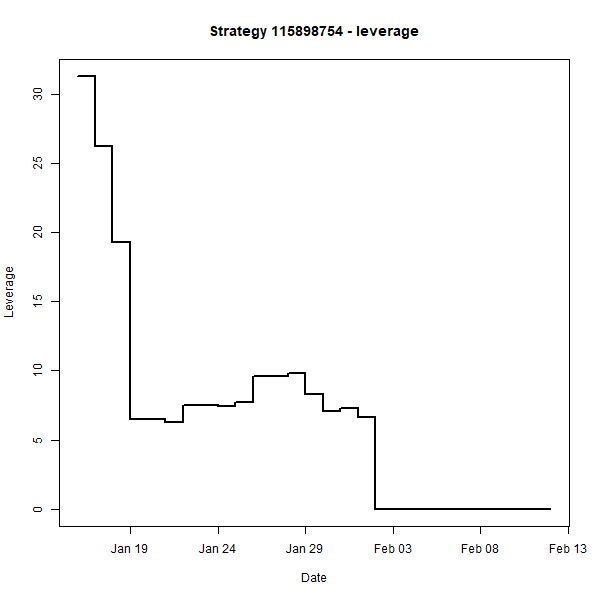 Strategy 115898754 - leverage
30
25
20
15
10
5
0
Leverage
Jan 19
Jan 24
Jan 29
Feb 03
Feb 08
Feb 13
Date